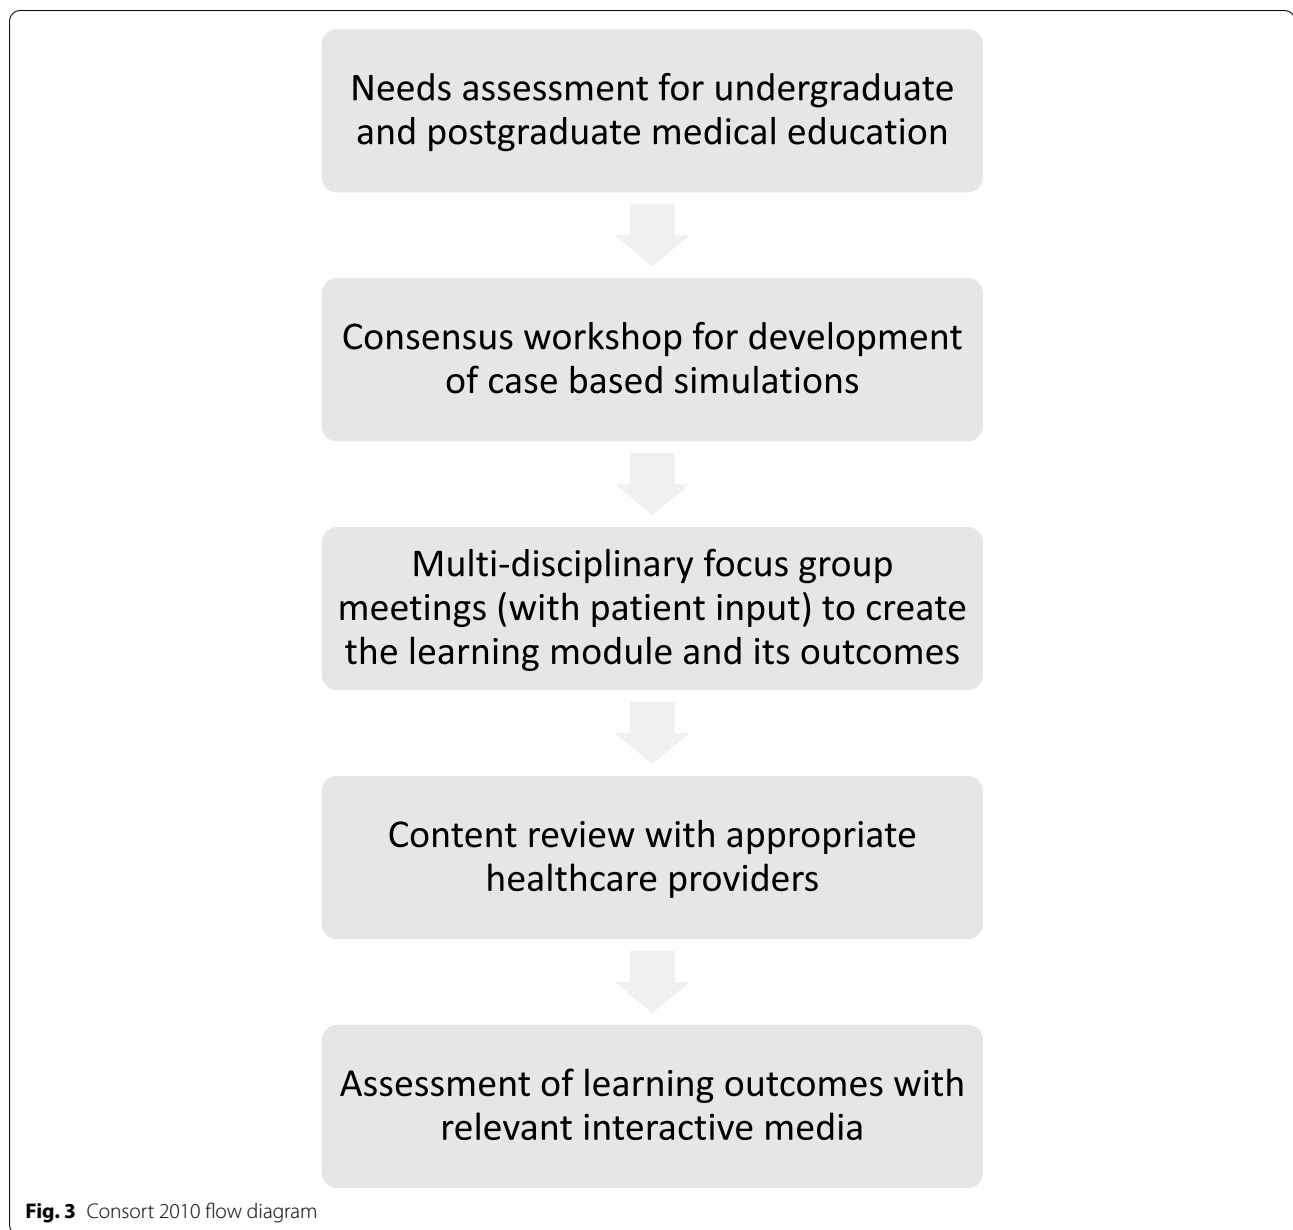 Needs assessment for undergraduate
and postgraduate medical education
Consensus workshop for development
of case based simulations
Multi-disciplinary focus group
meetings (with patient input) to create
the learning module and its outcomes
Content review with appropriate
healthcare providers
Assessment of learning outcomes with
relevant interactive media
Fig. 3 Consort 2010 flow diagram